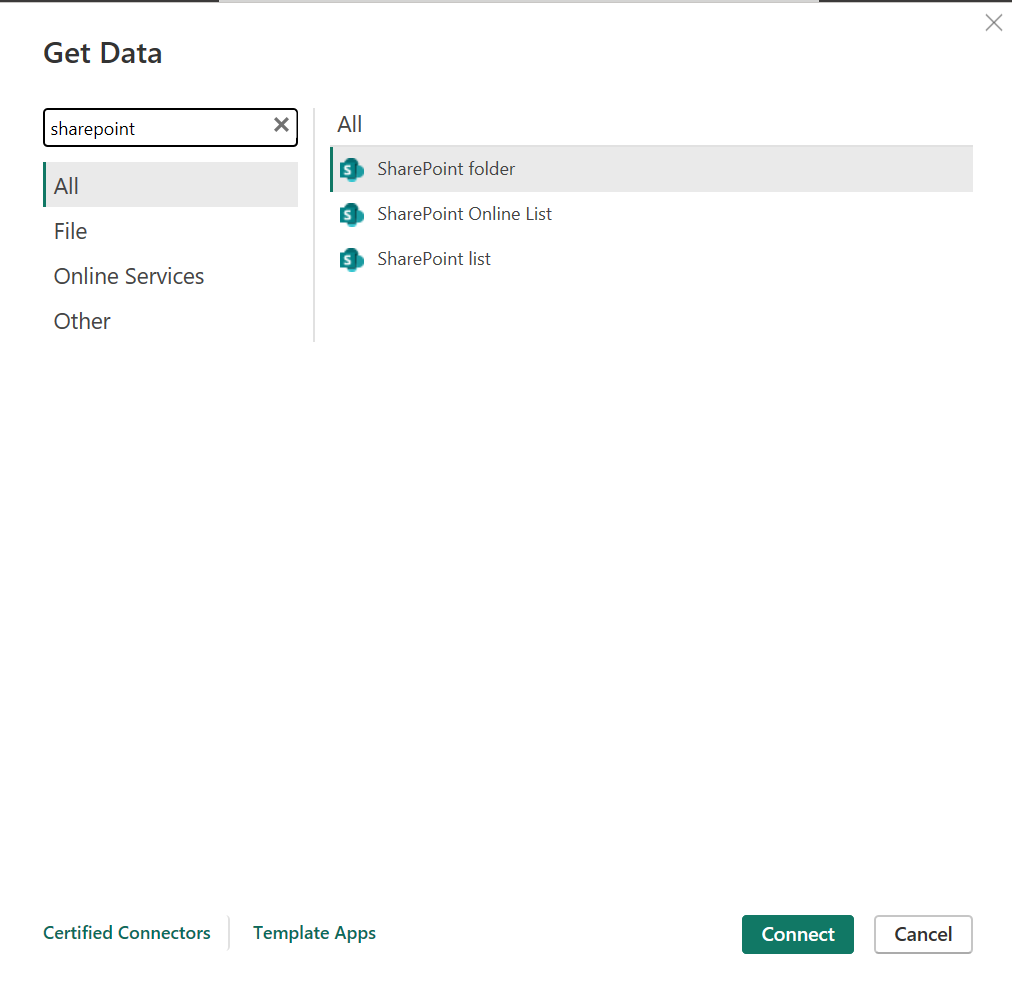 Get Data
sharepoint
All
File
Online Services
Other
All
SharePoint folder
SharePoint Online List
SharePoint list
Certified Connectors
Template Apps
Connect
Cancel